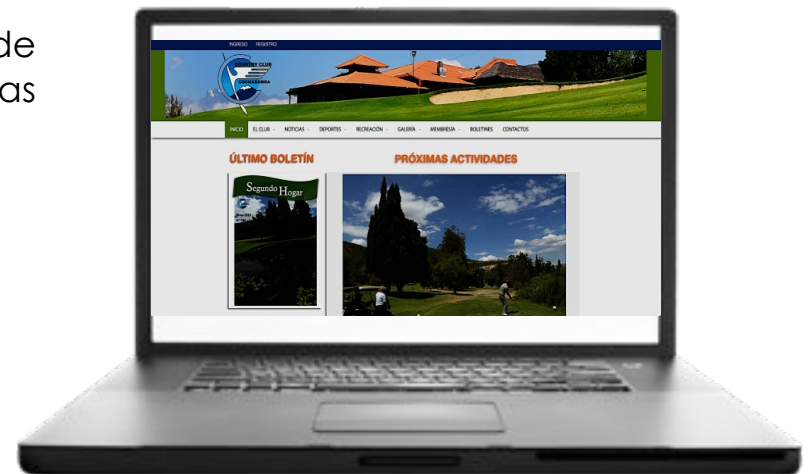 de
as
INGRESO REGISTRO
COUNTRY CLUB
COCHABAMBA
INICIO EL CLUB NOTICIAS DEPORTES RECREACIÓN GALERÍA MEMBRESÍA BOLETINES CONTACTOS
ÚLTIMO BOLETÍN PRÓXIMAS ACTIVIDADES
Segundo Hogar